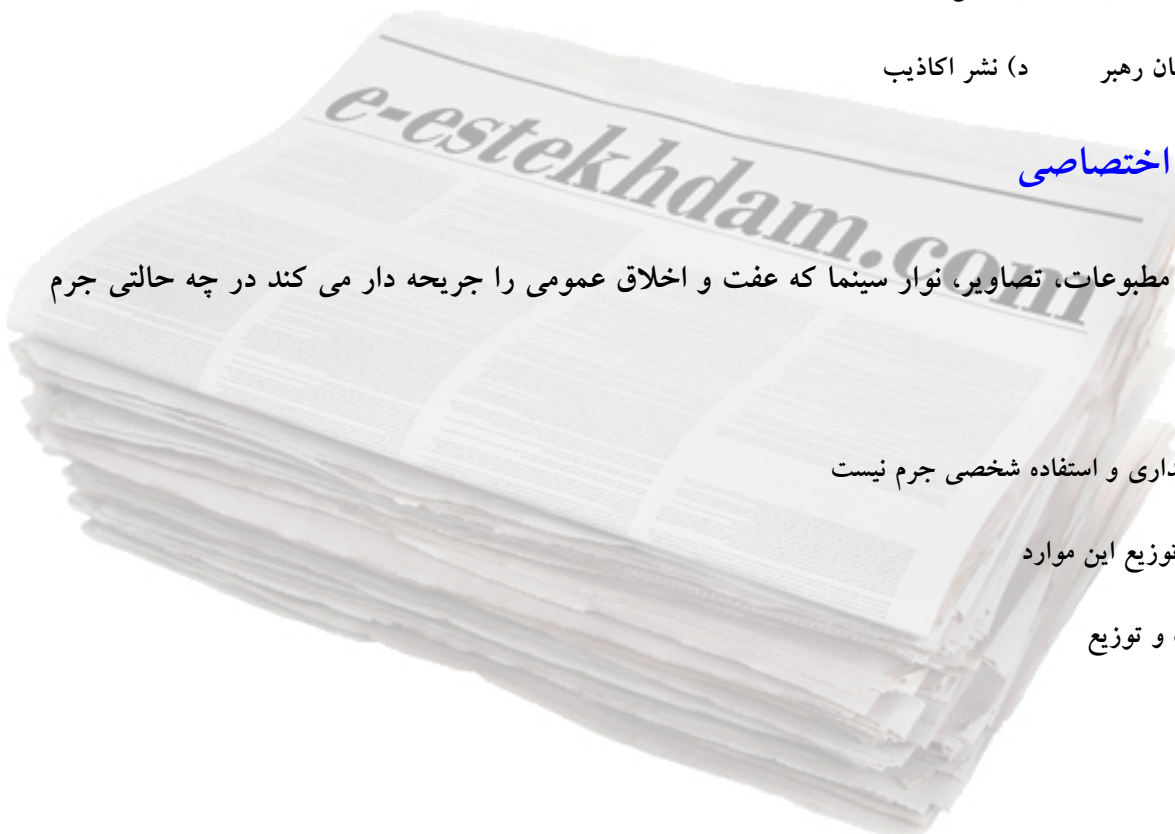 ان رهبر د) نشر اکاذیب
اختصاصی
e-estekhdam.com
مطبوعات، تصاویر، نوار سینما که عفت و اخلاق عمومی را جریحه دار می کند در چه حالتی جرم
داری و استفاده شخصی جرم نیست
توزیع این موارد
و توزیع